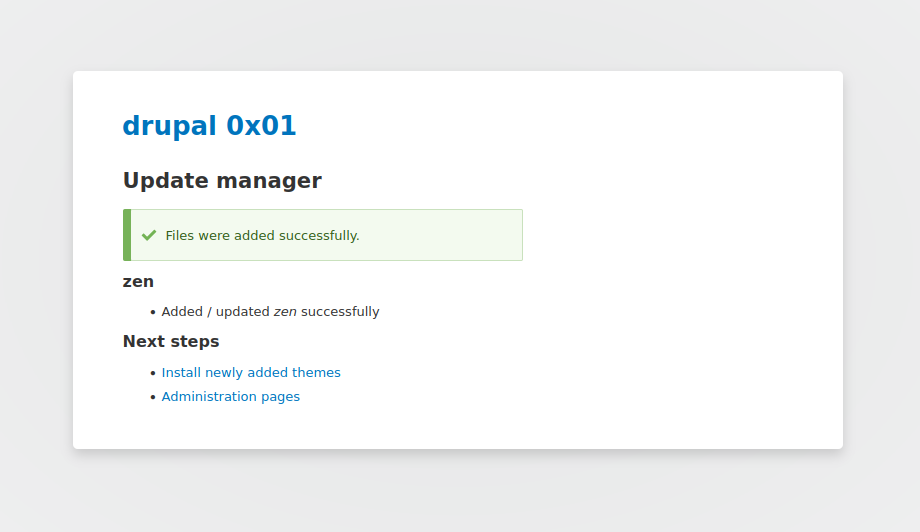 drupal 0x01
Update manager
Files were added successfully.
zen
Added / updated zen successfully
Next steps
Install newly added themes
Administration pages